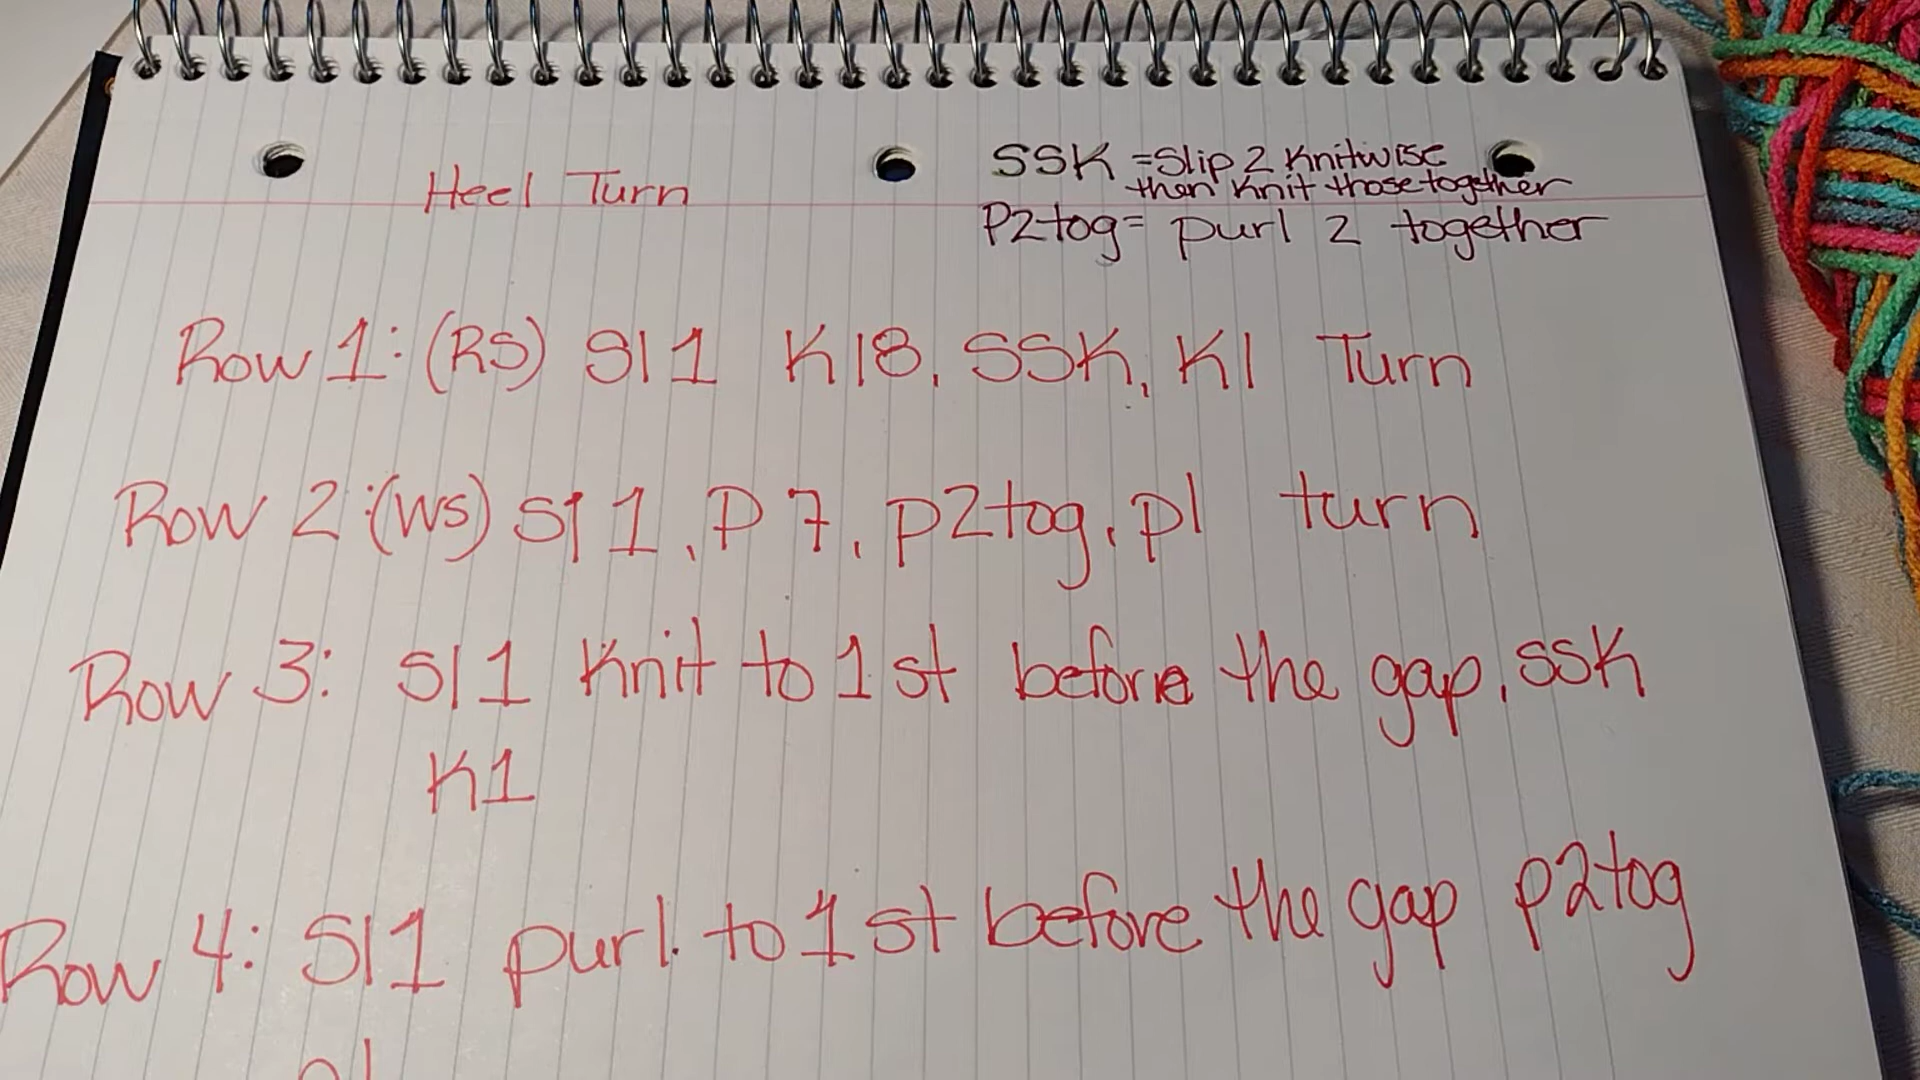 Heel Turn
SSK = Slip 2 Knitwise
then Knit those together
P2tog = purl 2 together
Row 1: (RS) Sl 1 K18, SSK, K1 Turn
Row 2: (WS) Sl 1, P 7, p2tog, p1 turn
Row 3: Sl 1 Knit to 1 st before the gap, SSK
K1
Row 4: Sl 1 purl to 1 st before the gap p2tog